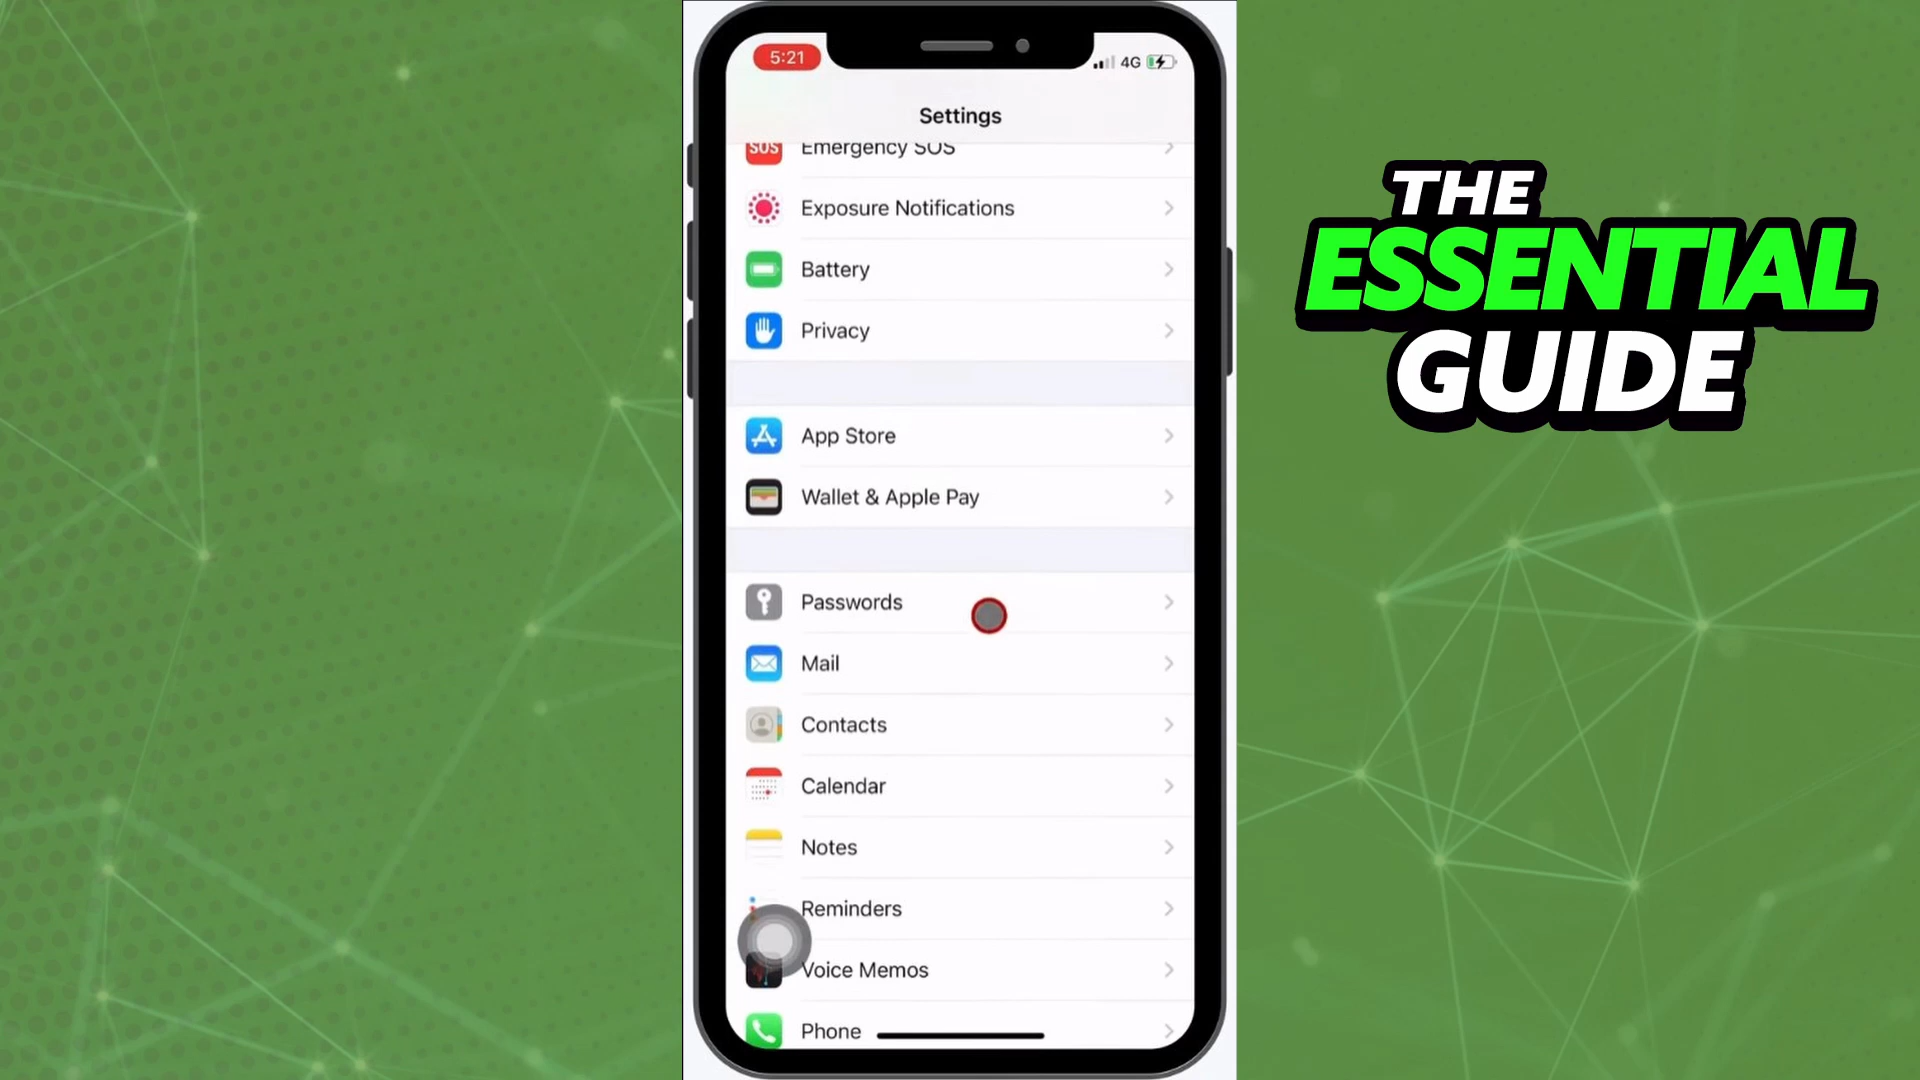 5:21
4G
Settings
SOS
Emergency SOS
Exposure Notifications
Battery
Privacy
App Store
Wallet & Apple Pay
Passwords
Mail
Contacts
Calendar
Notes
Reminders
Voice Memos
Phone
THE
ESSENTIAL
GUIDE